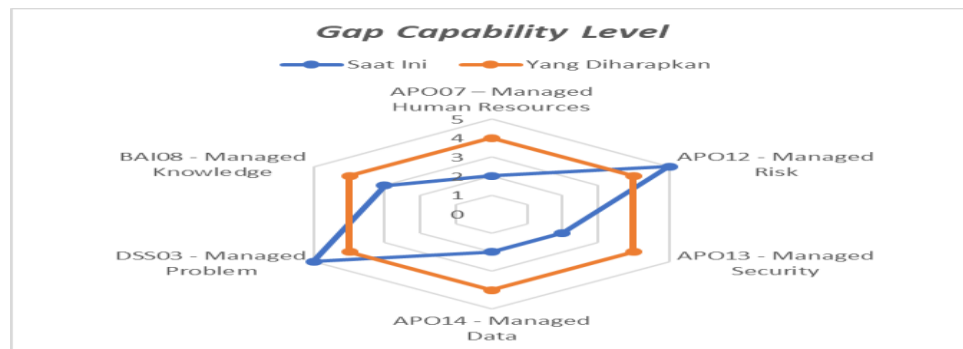 Gap Capability Level
Saat Ini
Yang Diharapkan
APO07 – Managed
Human Resources
5
4
3
2
1
0
APO12 - Managed
Risk
APO13 - Managed
Security
APO14 - Managed
Data
DSS03 - Managed
Problem
BAI08 - Managed
Knowledge